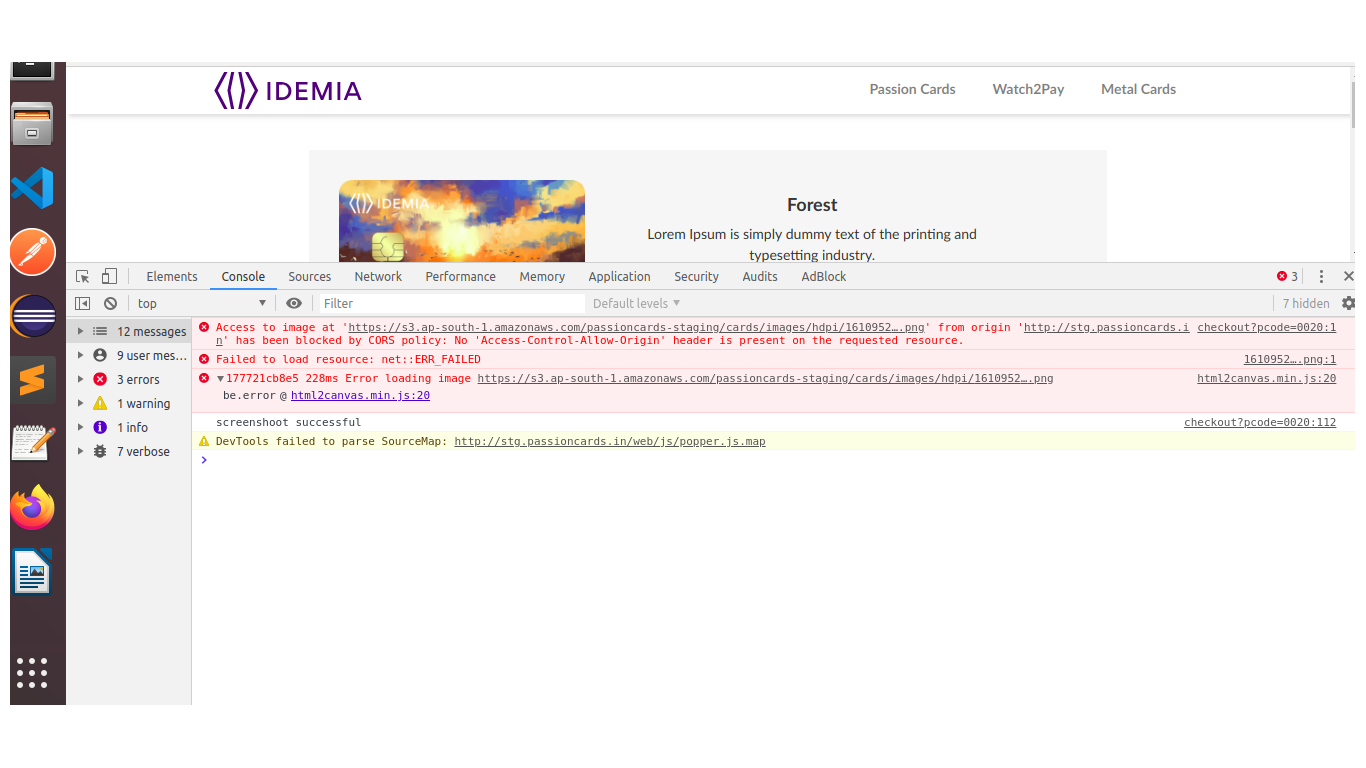 IDEMIA
Passion Cards
Watch2Pay
Metal Cards
IDEMIA
Forest
Lorem Ipsum is simply dummy text of the printing and
typesetting industry.
Elements
Console
Sources
Network
Performance
Memory
Application
Security
Audits
AdBlock
3
top
Filter
Default levels
7 hidden
12 messages
9 user mes…
3 errors
1 warning
1 info
7 verbose
Access to image at 'https://s3.ap-south-1.amazonaws.com/passioncards-staging/cards/images/hdpi/1610952….png' from origin 'http://stg.passioncards.i
checkout?pcode=0020:1
n' has been blocked by CORS policy: No 'Access-Control-Allow-Origin' header is present on the requested resource.
Failed to load resource: net::ERR_FAILED
1610952….png:1
177721cb8e5 228ms Error loading image https://s3.ap-south-1.amazonaws.com/passioncards-staging/cards/images/hdpi/1610952….png
html2canvas.min.js:20
be.error @ html2canvas.min.js:20
screenshoot successful
checkout?pcode=0020:112
DevTools failed to parse SourceMap: http://stg.passioncards.in/web/js/popper.js.map